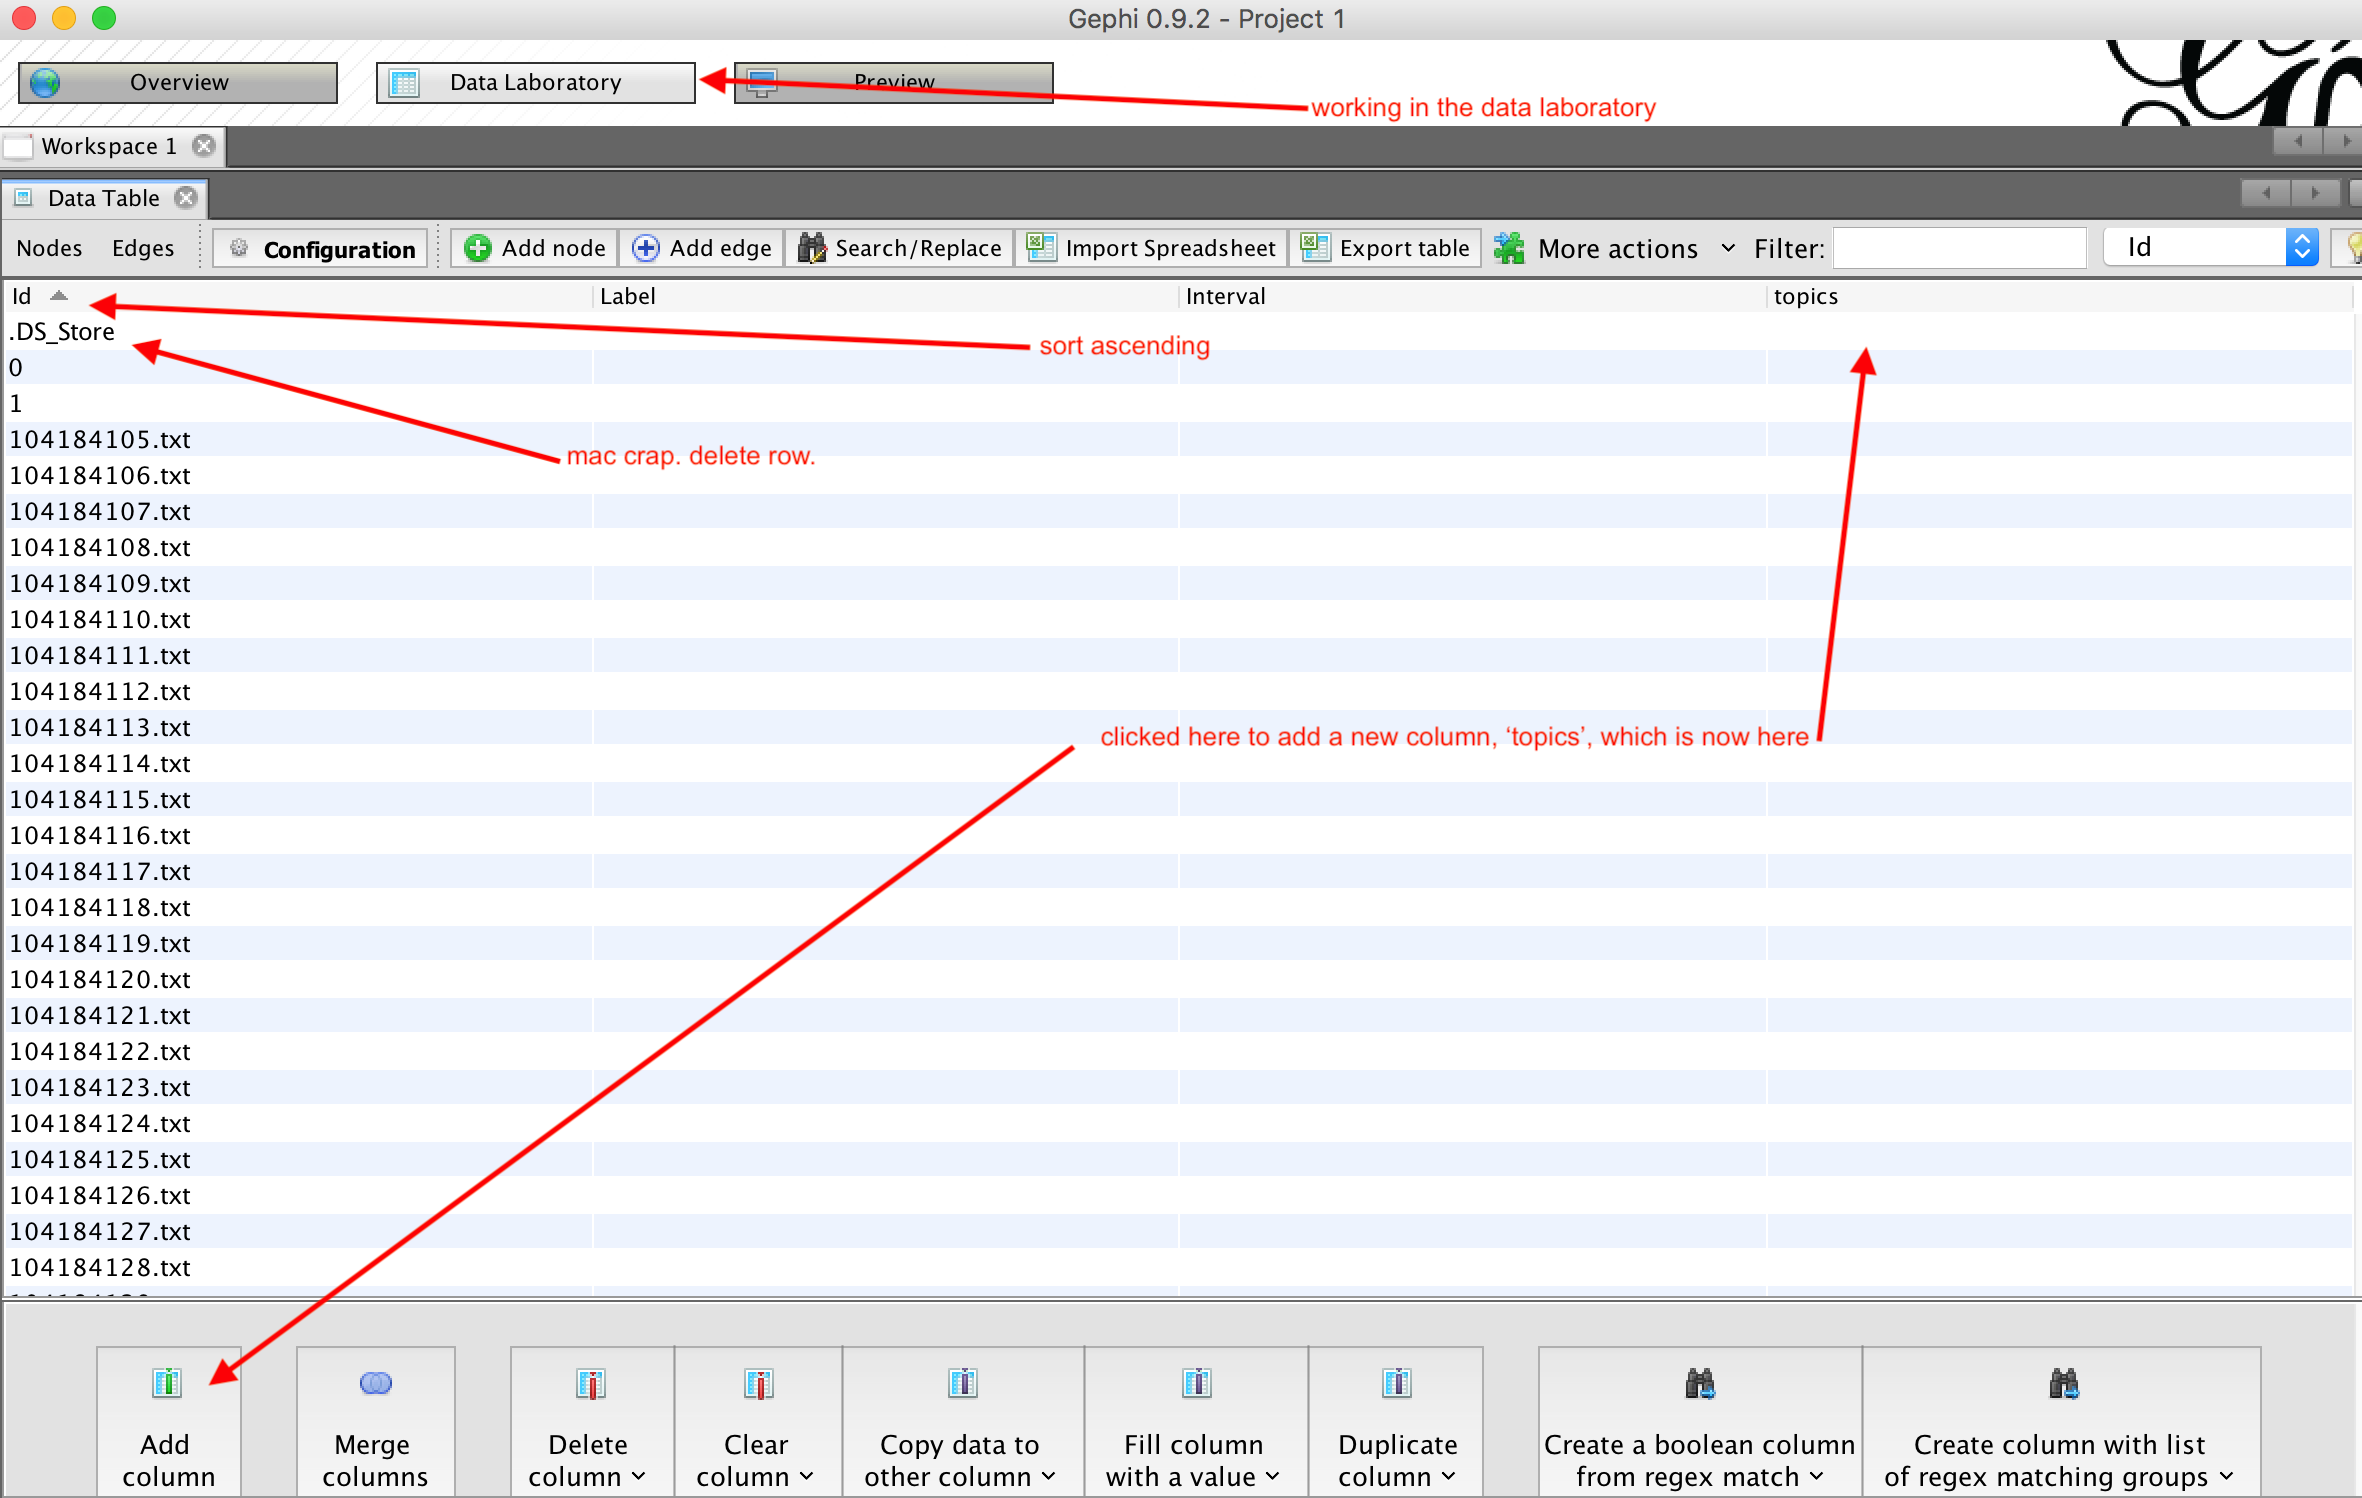 Gephi 0.9.2 - Project 1
Overview
Data Laboratory
Preview
working in the data laboratory
Workspace 1
Data Table
Nodes Edges Configuration Add node Add edge Search/Replace Import Spreadsheet Export table More actions Filter: Id
Id Label Interval topics
.DS_Store
sort ascending
0
1
104184105.txt
mac crap. delete row.
104184106.txt
104184107.txt
104184108.txt
104184109.txt
104184110.txt
104184111.txt
104184112.txt
104184113.txt
clicked here to add a new column, ‘topics’, which is now here
104184114.txt
104184115.txt
104184116.txt
104184117.txt
104184118.txt
104184119.txt
104184120.txt
104184121.txt
104184122.txt
104184123.txt
104184124.txt
104184125.txt
104184126.txt
104184127.txt
104184128.txt
Add
column
Merge
columns
Delete
column
Clear
column
Copy data to
other column
Fill column
with a value
Duplicate
column
Create a boolean column
from regex match
Create column with list
of regex matching groups